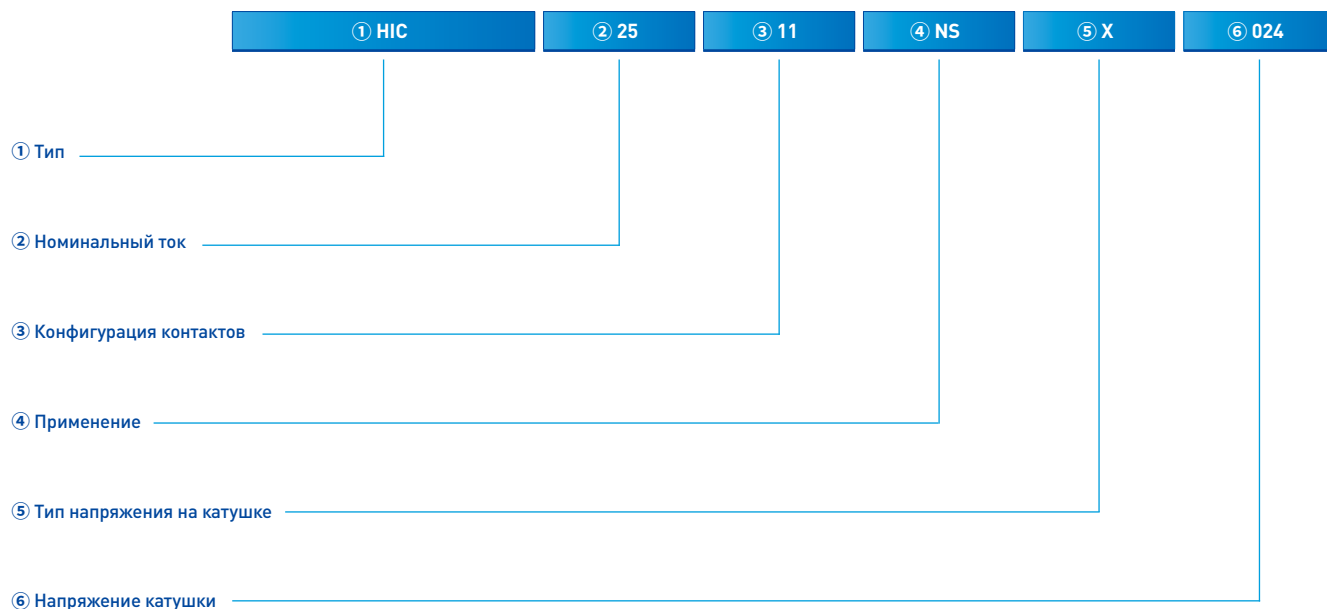 ① HIC ② 25 ③ 11 ④ NS ⑤ X ⑥ 024
① Тип
② Номинальный ток
③ Конфигурация контактов
④ Применение
⑤ Тип напряжения на катушке
⑥ Напряжение катушки